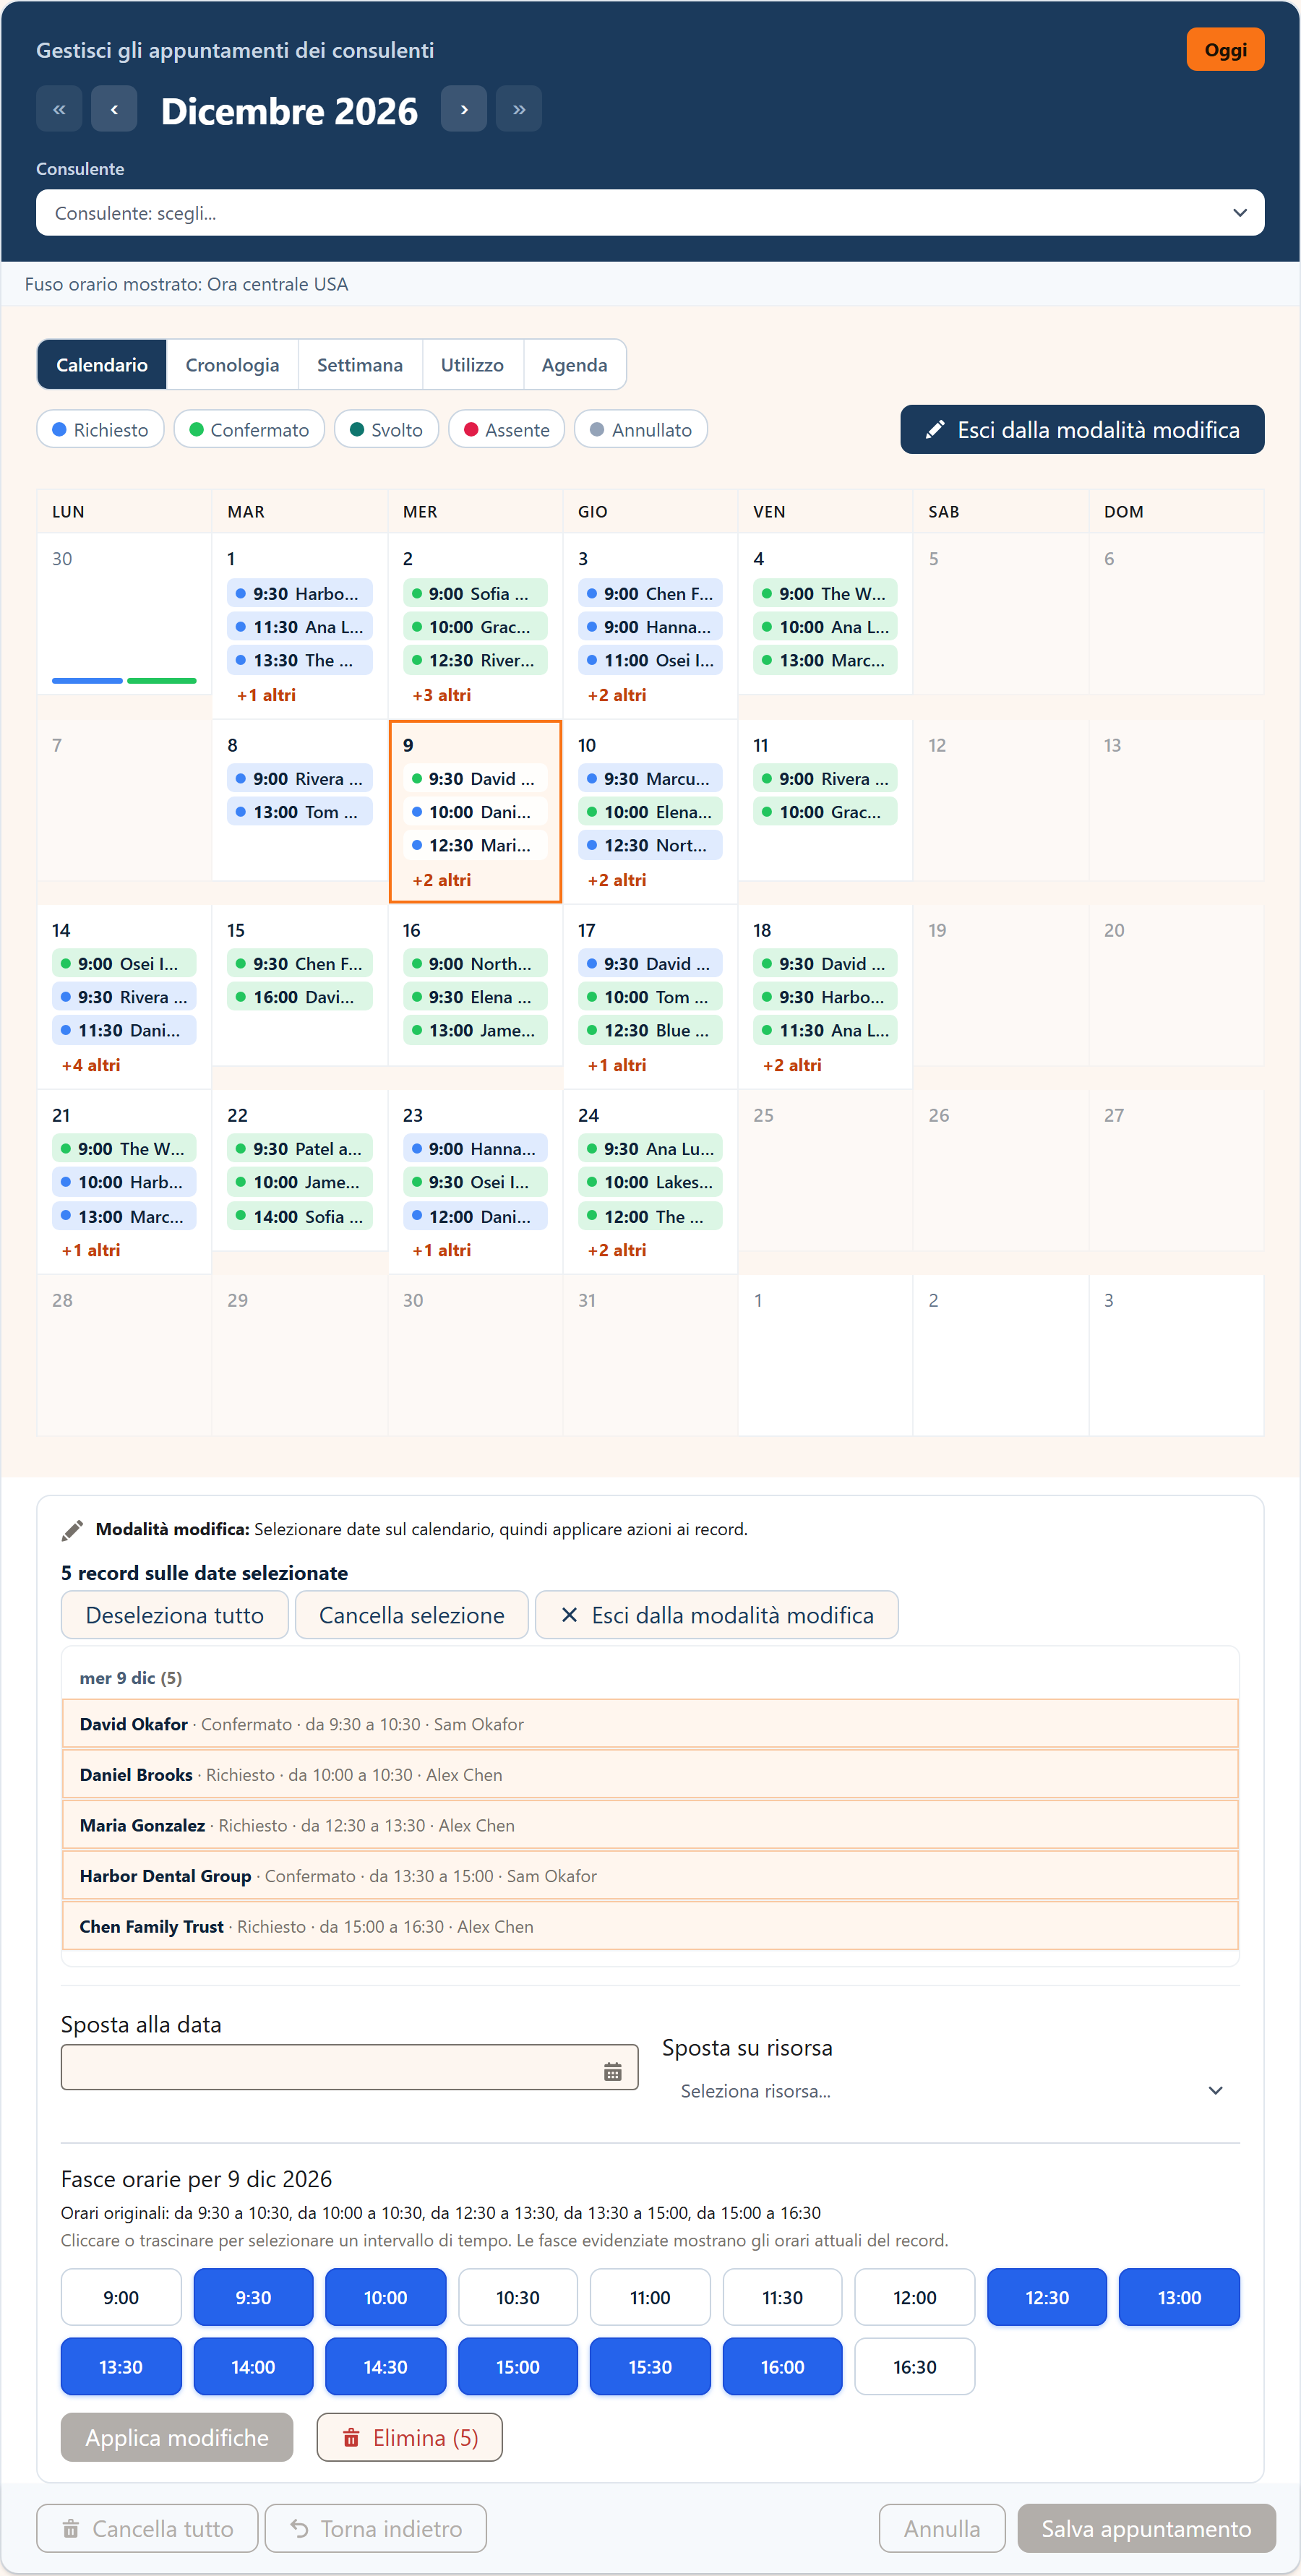 Gestisci gli appuntamenti dei consulenti
Oggi
« ‹ Dicembre 2026 › »
Consulente
Consulente: scegli...
Fuso orario mostrato: Ora centrale USA
Calendario Cronologia Settimana Utilizzo Agenda
Richiesto Confermato Svolto Assente Annullato
Esci dalla modalità modifica
LUN MAR MER GIO VEN SAB DOM
30
1
9:30 Harbo...
11:30 Ana L...
13:30 The ...
+1 altri
2
9:00 Sofia ...
10:00 Grac...
12:30 River...
+3 altri
3
9:00 Chen F...
9:00 Hanna...
11:00 Osei I...
+2 altri
4
9:00 The W...
10:00 Ana L...
13:00 Marc...
5
6
7
8
9:00 Rivera ...
13:00 Tom ...
9
9:30 David ...
10:00 Dani...
12:30 Mari...
+2 altri
10
9:30 Marcu...
10:00 Elena...
12:30 Nort...
+2 altri
11
9:00 Rivera ...
10:00 Grac...
12
13
14
9:00 Osei I...
9:30 Rivera ...
11:30 Dani...
+4 altri
15
9:30 Chen F...
16:00 Davi...
16
9:00 North...
9:30 Elena ...
13:00 Jame...
17
9:30 David ...
10:00 Tom ...
12:30 Blue ...
+1 altri
18
9:30 David ...
9:30 Harbo...
11:30 Ana L...
+2 altri
19
20
21
9:00 The W...
10:00 Harb...
13:00 Marc...
+1 altri
22
9:30 Patel a...
10:00 Jame...
14:00 Sofia ...
23
9:00 Hanna...
9:30 Osei I...
12:00 Dani...
+1 altri
24
9:30 Ana Lu...
10:00 Lakes...
12:00 The ...
+2 altri
25
26
27
28
29
30
31
1
2
3
Modalità modifica: Selezionare date sul calendario, quindi applicare azioni ai record.
5 record sulle date selezionate
Deseleziona tutto Cancella selezione Esci dalla modalità modifica
mer 9 dic (5)
David Okafor · Confermato · da 9:30 a 10:30 · Sam Okafor
Daniel Brooks · Richiesto · da 10:00 a 10:30 · Alex Chen
Maria Gonzalez · Richiesto · da 12:30 a 13:30 · Alex Chen
Harbor Dental Group · Confermato · da 13:30 a 15:00 · Sam Okafor
Chen Family Trust · Richiesto · da 15:00 a 16:30 · Alex Chen
Sposta alla data
Sposta su risorsa
Seleziona risorsa...
Fasce orarie per 9 dic 2026
Orari originali: da 9:30 a 10:30, da 10:00 a 10:30, da 12:30 a 13:30, da 13:30 a 15:00, da 15:00 a 16:30
Cliccare o trascinare per selezionare un intervallo di tempo. Le fasce evidenziate mostrano gli orari attuali del record.
9:00 9:30 10:00 10:30 11:00 11:30 12:00 12:30 13:00
13:30 14:00 14:30 15:00 15:30 16:00 16:30
Applica modifiche Elimina (5)
Cancella tutto Torna indietro Annulla Salva appuntamento